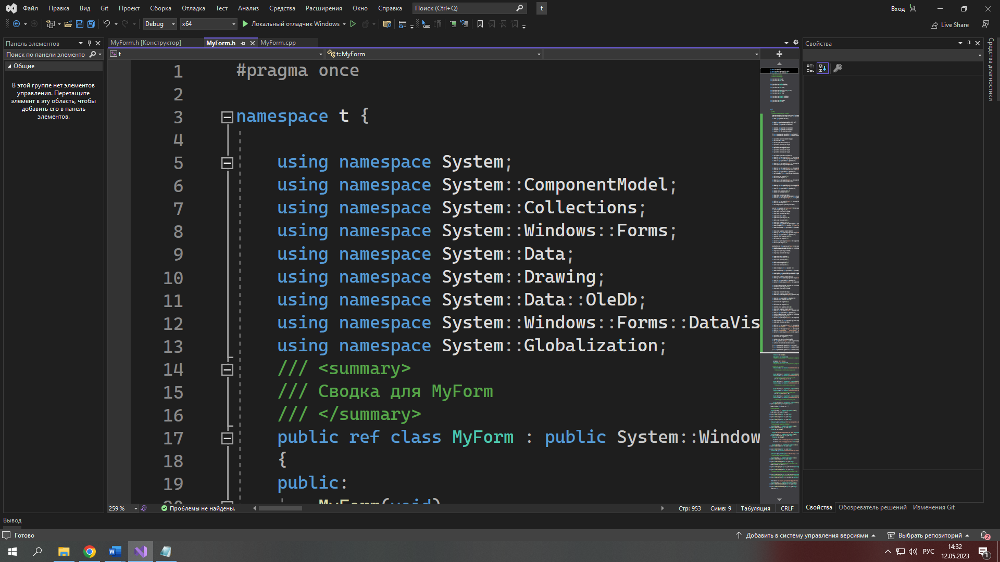 Файл Правка Вид Git Проект Сборка Отладка Тест Анализ Средства Расширения Окно Справка Поиск (Ctrl+Q) t Вход
Debug x64 Локальный отладчик Windows Live Share
Панель элементов
Поиск по панели элементо
Общие
В этой группе нет элементов
управления. Перетащите
элемент в эту область, чтобы
добавить его в панель
элементов.
MyForm.h [Конструктор] MyForm.h MyForm.cpp
t t::MyForm
1 #pragma once
2
3 namespace t {
4
5 using namespace System;
6 using namespace System::ComponentModel;
7 using namespace System::Collections;
8 using namespace System::Windows::Forms;
9 using namespace System::Data;
10 using namespace System::Drawing;
11 using namespace System::Data::OleDb;
12 using namespace System::Windows::Forms::DataVis
13 using namespace System::Globalization;
14 /// <summary>
15 /// Сводка для MyForm
16 /// </summary>
17 public ref class MyForm : public System::Window
18 {
19 public:
20 MyForm(void)
259 % Проблемы не найдены. Стр: 953 Симв: 9 Табуляция CRLF
Свойства
Свойства Обозреватель решений Изменения Git
Средства диагностики
Вывод
Готово Добавить в систему управления версиями Выбрать репозиторий 2
РУС 14:32
12.05.2023 1